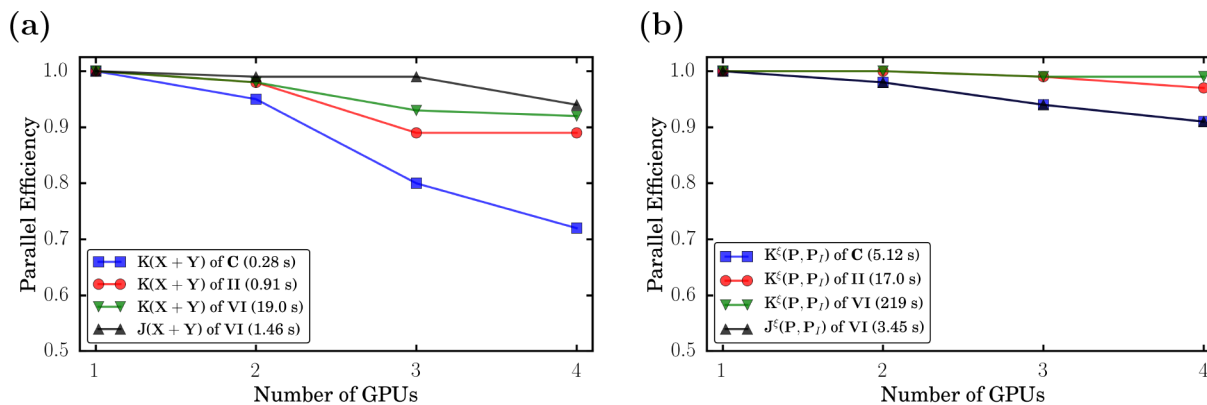 (a)
1.0
0.9
0.8
0.7
0.6
0.5
Parallel Efficiency
K(X + Y) of C (0.28 s)
K(X + Y) of II (0.91 s)
K(X + Y) of VI (19.0 s)
J(X + Y) of VI (1.46 s)
1 2 3 4
Number of GPUs
(b)
1.0
0.9
0.8
0.7
0.6
0.5
Parallel Efficiency
K^ξ(P, P_I) of C (5.12 s)
K^ξ(P, P_I) of II (17.0 s)
K^ξ(P, P_I) of VI (219 s)
J^ξ(P, P_I) of VI (3.45 s)
1 2 3 4
Number of GPUs